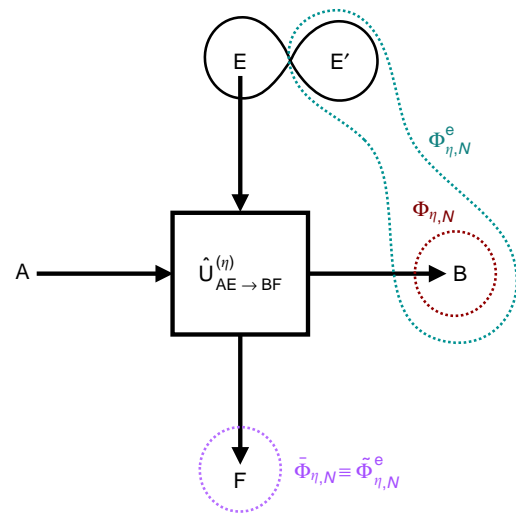 E E′
Φ^e_{η,N}
Φ_{η,N}
A Û^{(η)}_{AE → BF} B
F Φ̄_{η,N} ≡ Φ̃^e_{η,N}